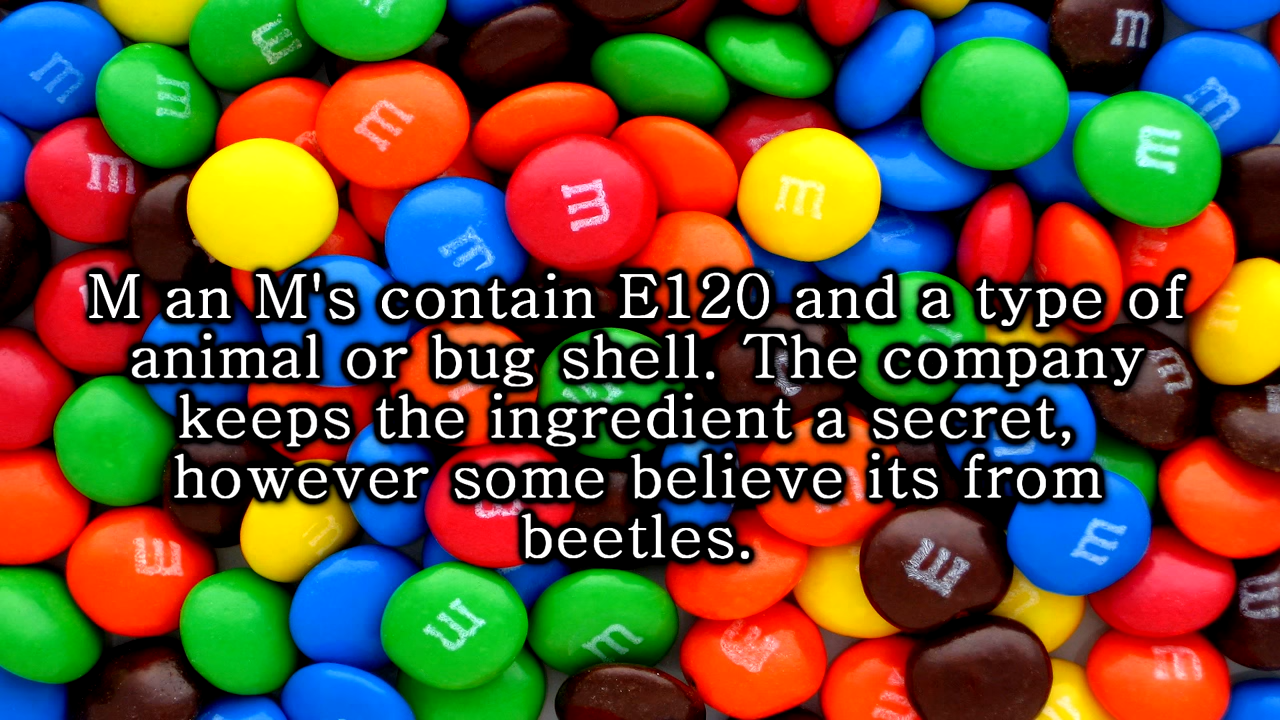 M an M's contain E120 and a type of
animal or bug shell. The company
keeps the ingredient a secret,
however some believe its from
beetles.